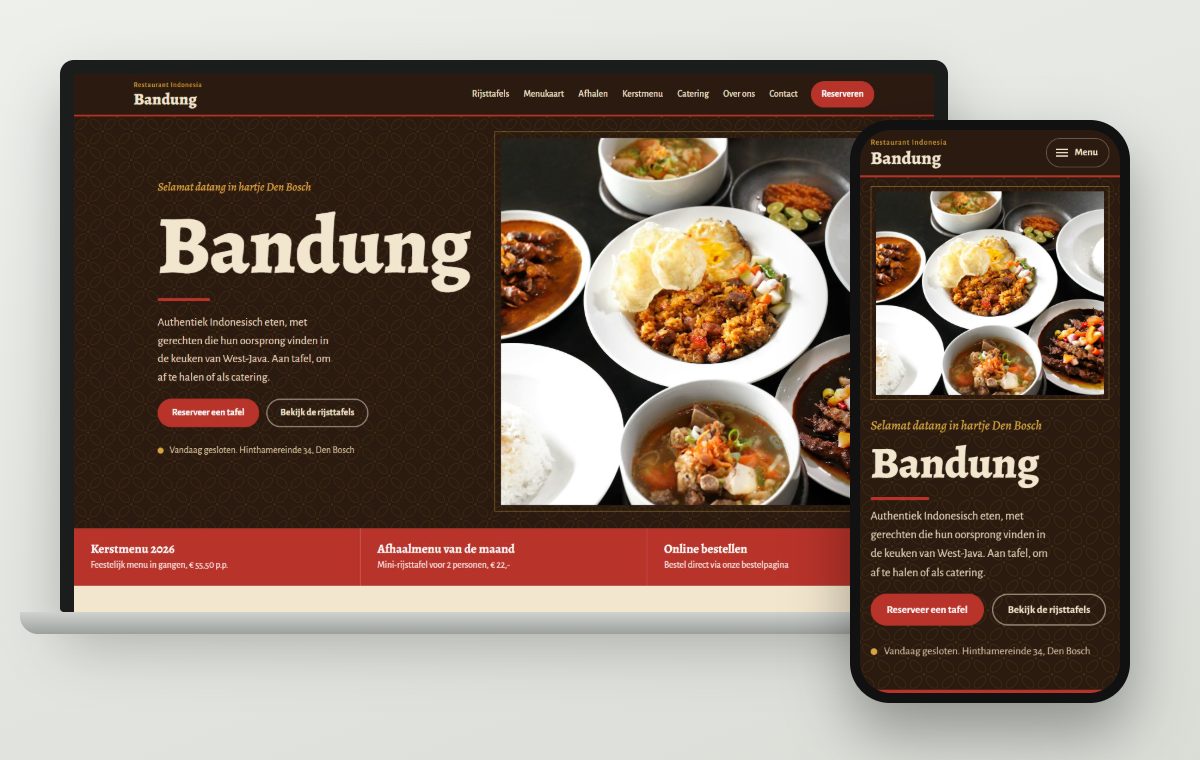 Restaurant Indonesia
Bandung
Rijsttafels Menukaart Afhalen Kerstmenu Catering Over ons Contact Reserveren
Selamat datang in hartje Den Bosch
Bandung
Authentiek Indonesisch eten, met
gerechten die hun oorsprong vinden in
de keuken van West-Java. Aan tafel, om
af te halen of als catering.
Reserveer een tafel Bekijk de rijsttafels
Vandaag gesloten. Hinthamereinde 34, Den Bosch
Kerstmenu 2026
Feestelijk menu in gangen, € 55,50 p.p.
Afhaalmenu van de maand
Mini-rijsttafel voor 2 personen, € 22,-
Online bestellen
Bestel direct via onze bestelpagina
Restaurant Indonesia
Bandung
Menu
Selamat datang in hartje Den Bosch
Bandung
Authentiek Indonesisch eten, met
gerechten die hun oorsprong vinden in
de keuken van West-Java. Aan tafel, om
af te halen of als catering.
Reserveer een tafel Bekijk de rijsttafels
Vandaag gesloten. Hinthamereinde 34, Den Bosch